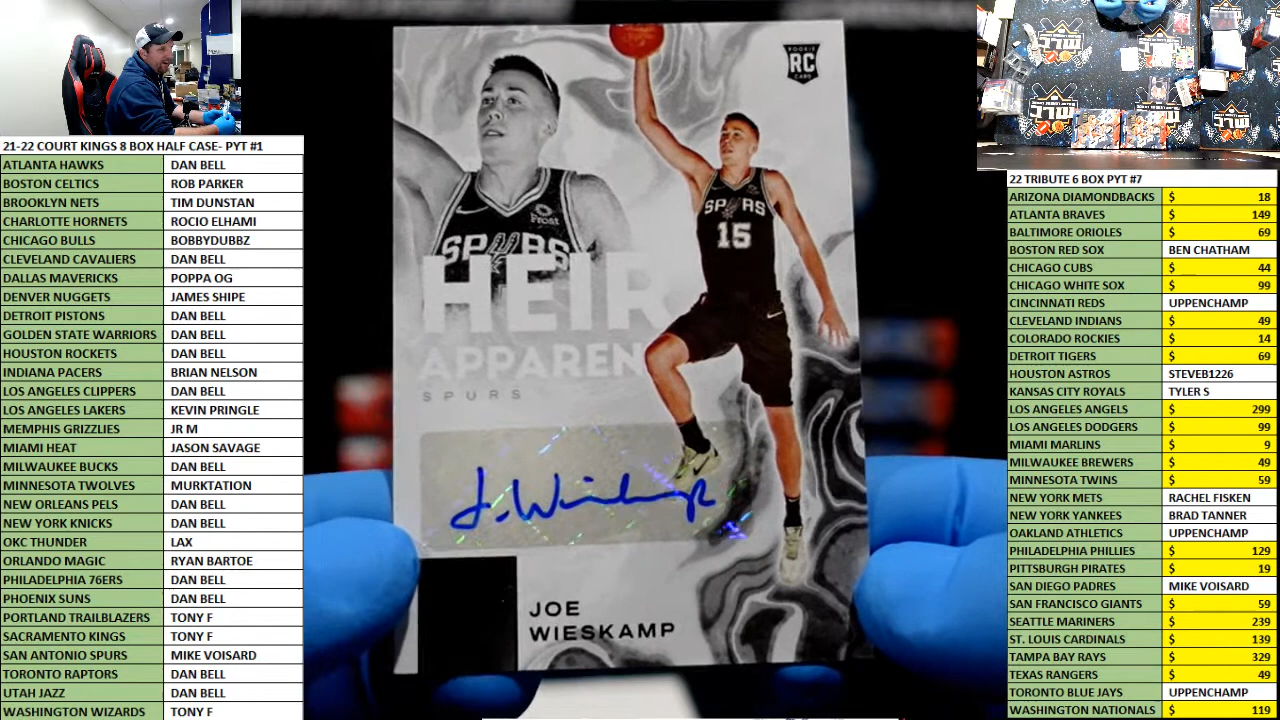 21-22 COURT KINGS 8 BOX HALF CASE- PYT #1
ATLANTA HAWKS DAN BELL
BOSTON CELTICS ROB PARKER
BROOKLYN NETS TIM DUNSTAN
CHARLOTTE HORNETS ROCIO ELHAMI
CHICAGO BULLS BOBBYDUBBZ
CLEVELAND CAVALIERS DAN BELL
DALLAS MAVERICKS POPPA OG
DENVER NUGGETS JAMES SHIPE
DETROIT PISTONS DAN BELL
GOLDEN STATE WARRIORS DAN BELL
HOUSTON ROCKETS DAN BELL
INDIANA PACERS BRIAN NELSON
LOS ANGELES CLIPPERS DAN BELL
LOS ANGELES LAKERS KEVIN PRINGLE
MEMPHIS GRIZZLIES JR M
MIAMI HEAT JASON SAVAGE
MILWAUKEE BUCKS DAN BELL
MINNESOTA TWOLVES MURKTATION
NEW ORLEANS PELS DAN BELL
NEW YORK KNICKS DAN BELL
OKC THUNDER LAX
ORLANDO MAGIC RYAN BARTOE
PHILADELPHIA 76ERS DAN BELL
PHOENIX SUNS DAN BELL
PORTLAND TRAILBLAZERS TONY F
SACRAMENTO KINGS TONY F
SAN ANTONIO SPURS MIKE VOISARD
TORONTO RAPTORS DAN BELL
UTAH JAZZ DAN BELL
WASHINGTON WIZARDS TONY F
ROOKIE
RC
CARD
Frost
SPURS
SPURS
15
HEIR
APPAREN
SPURS
J. Wieskamp
JOE
WIESKAMP
22 TRIBUTE 6 BOX PYT #7
ARIZONA DIAMONDBACKS $ 18
ATLANTA BRAVES $ 149
BALTIMORE ORIOLES $ 69
BOSTON RED SOX BEN CHATHAM
CHICAGO CUBS $ 44
CHICAGO WHITE SOX $ 99
CINCINNATI REDS UPPENCHAMP
CLEVELAND INDIANS $ 49
COLORADO ROCKIES $ 14
DETROIT TIGERS $ 69
HOUSTON ASTROS STEVEB1226
KANSAS CITY ROYALS TYLER S
LOS ANGELES ANGELS $ 299
LOS ANGELES DODGERS $ 99
MIAMI MARLINS $ 9
MILWAUKEE BREWERS $ 49
MINNESOTA TWINS $ 59
NEW YORK METS RACHEL FISKEN
NEW YORK YANKEES BRAD TANNER
OAKLAND ATHLETICS UPPENCHAMP
PHILADELPHIA PHILLIES $ 129
PITTSBURGH PIRATES $ 19
SAN DIEGO PADRES MIKE VOISARD
SAN FRANCISCO GIANTS $ 59
SEATTLE MARINERS $ 239
ST. LOUIS CARDINALS $ 139
TAMPA BAY RAYS $ 329
TEXAS RANGERS $ 49
TORONTO BLUE JAYS UPPENCHAMP
WASHINGTON NATIONALS $ 119